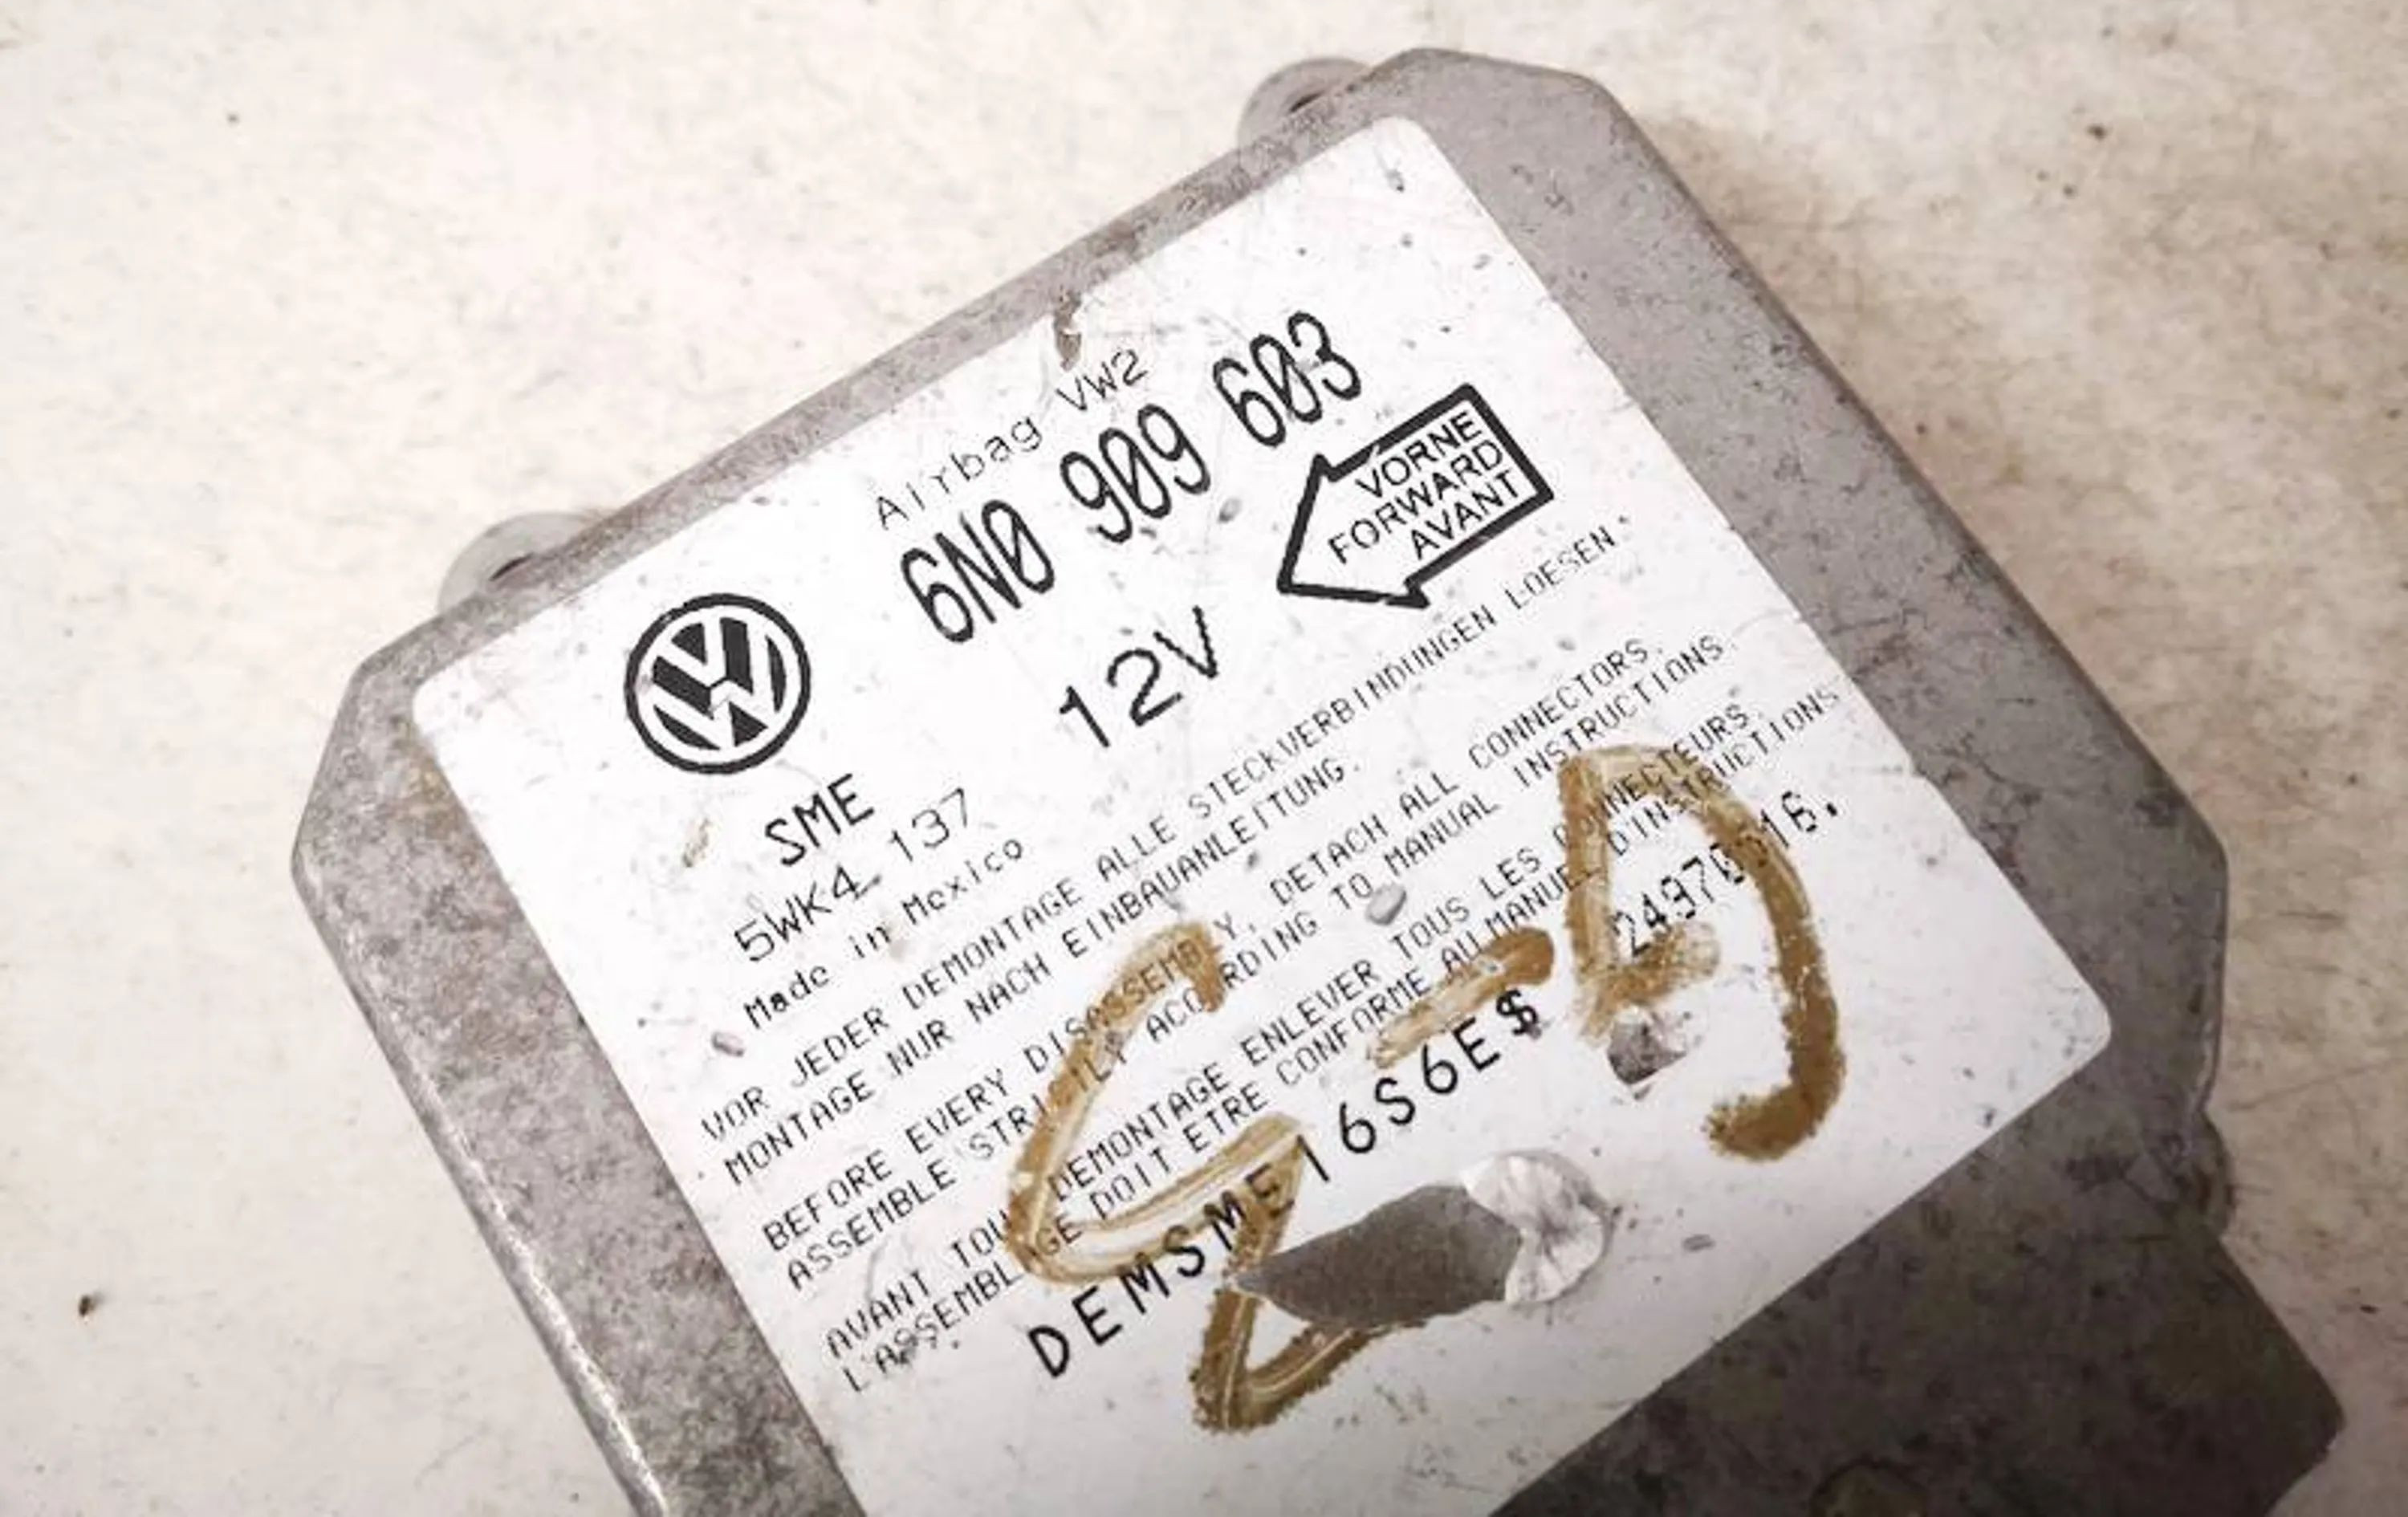 Airbag VW2
6N0 909 603
VORNE
FORWARD
AVANT
12V
SME
5WK4 137
Made in Mexico
VOR JEDER DEMONTAGE ALLE STECKVERBINDUNGEN LOESEN.
MONTAGE NUR NACH EINBAUANLEITUNG.
BEFORE EVERY DISASSEMBLY, DETACH ALL CONNECTORS.
ASSEMBLE STRICTLY ACCORDING TO MANUAL INSTRUCTIONS.
AVANT TOUT DEMONTAGE ENLEVER TOUS LES CONNECTEURS.
L'ASSEMBLAGE DOIT ETRE CONFORME AU MANUEL D'INSTRUCTIONS
DEMSME16S6E$